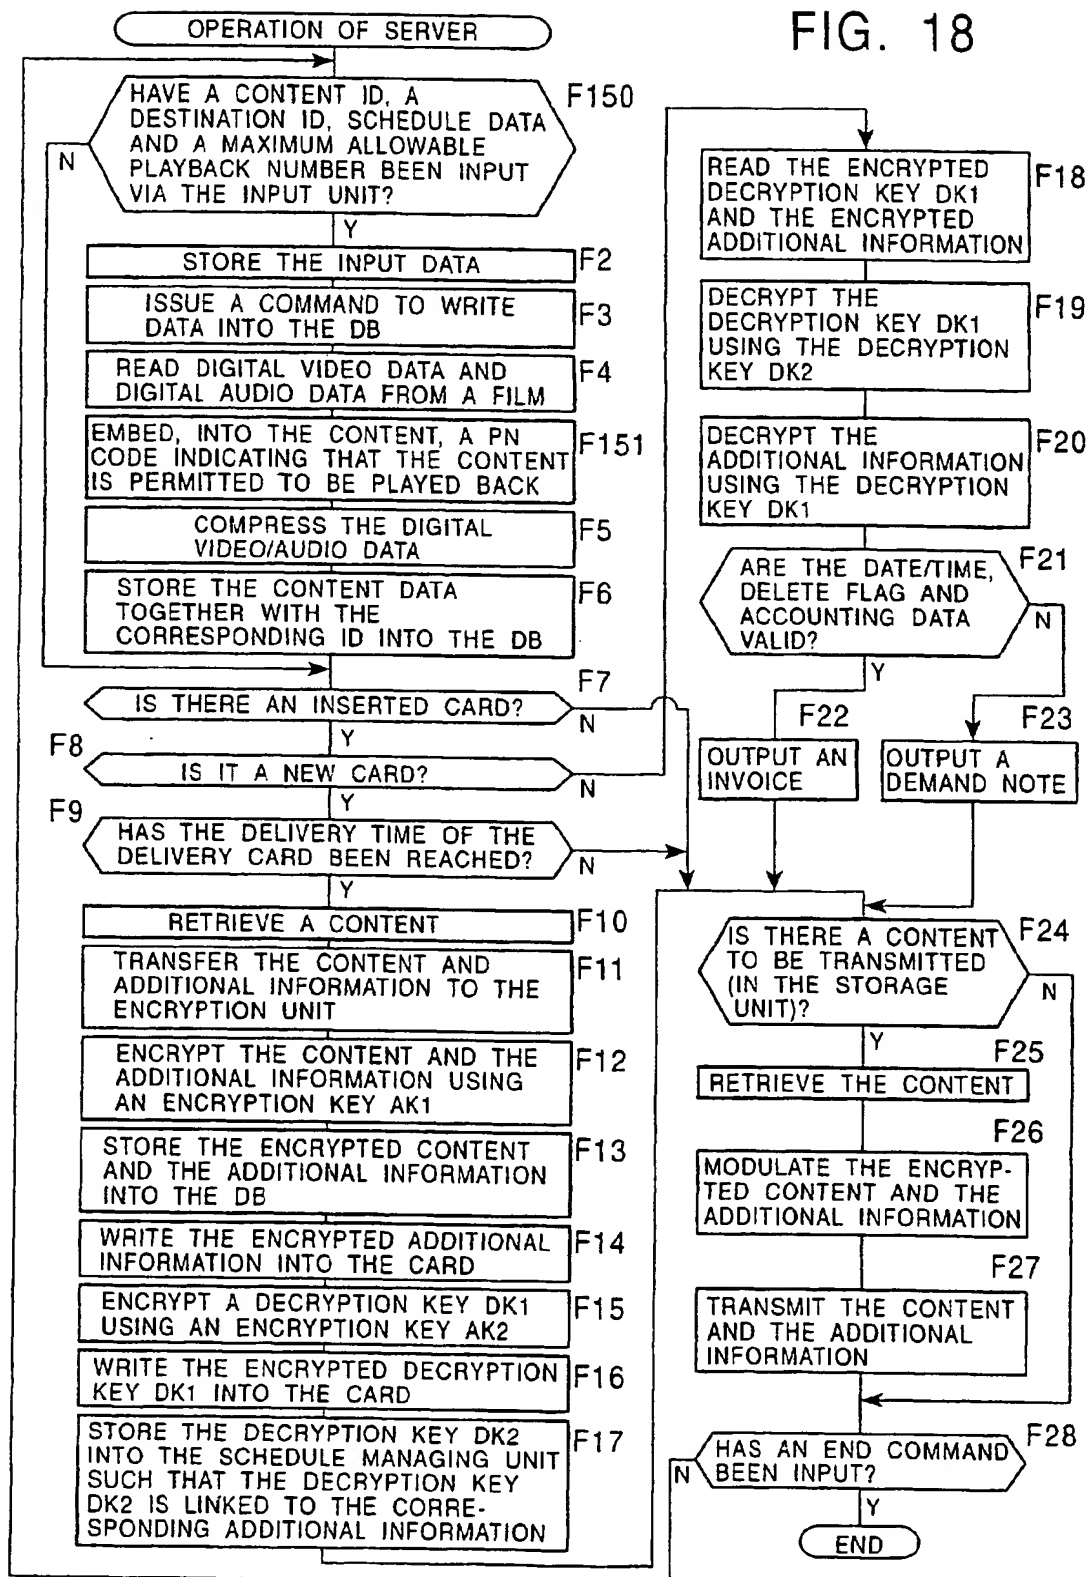 FIG. 18
OPERATION OF SERVER
HAVE A CONTENT ID, A
DESTINATION ID, SCHEDULE DATA
AND A MAXIMUM ALLOWABLE
PLAYBACK NUMBER BEEN INPUT
VIA THE INPUT UNIT?
F150
N
Y
STORE THE INPUT DATA
F2
ISSUE A COMMAND TO WRITE
DATA INTO THE DB
F3
READ DIGITAL VIDEO DATA AND
DIGITAL AUDIO DATA FROM A FILM
F4
EMBED, INTO THE CONTENT, A PN
CODE INDICATING THAT THE CONTENT
IS PERMITTED TO BE PLAYED BACK
F151
COMPRESS THE DIGITAL
VIDEO/AUDIO DATA
F5
STORE THE CONTENT DATA
TOGETHER WITH THE
CORRESPONDING ID INTO THE DB
F6
F7
IS THERE AN INSERTED CARD?
N
Y
F8
IS IT A NEW CARD?
N
Y
F9
HAS THE DELIVERY TIME OF THE
DELIVERY CARD BEEN REACHED?
N
Y
RETRIEVE A CONTENT
F10
TRANSFER THE CONTENT AND
ADDITIONAL INFORMATION TO THE
ENCRYPTION UNIT
F11
ENCRYPT THE CONTENT AND THE
ADDITIONAL INFORMATION USING
AN ENCRYPTION KEY AK1
F12
STORE THE ENCRYPTED CONTENT
AND THE ADDITIONAL INFORMATION
INTO THE DB
F13
WRITE THE ENCRYPTED ADDITIONAL
INFORMATION INTO THE CARD
F14
ENCRYPT A DECRYPTION KEY DK1
USING AN ENCRYPTION KEY AK2
F15
WRITE THE ENCRYPTED DECRYPTION
KEY DK1 INTO THE CARD
F16
STORE THE DECRYPTION KEY DK2
INTO THE SCHEDULE MANAGING UNIT
SUCH THAT THE DECRYPTION KEY
DK2 IS LINKED TO THE CORRE-
SPONDING ADDITIONAL INFORMATION
F17
READ THE ENCRYPTED
DECRYPTION KEY DK1
AND THE ENCRYPTED
ADDITIONAL INFORMATION
F18
DECRYPT THE
DECRYPTION KEY DK1
USING THE DECRYPTION
KEY DK2
F19
DECRYPT THE
ADDITIONAL INFORMATION
USING THE DECRYPTION
KEY DK1
F20
ARE THE DATE/TIME,
DELETE FLAG AND
ACCOUNTING DATA
VALID?
F21
N
Y
F22
OUTPUT AN
INVOICE
F23
OUTPUT A
DEMAND NOTE
IS THERE A CONTENT
TO BE TRANSMITTED
(IN THE STORAGE
UNIT)?
F24
N
Y
F25
RETRIEVE THE CONTENT
F26
MODULATE THE ENCRYP-
TED CONTENT AND THE
ADDITIONAL INFORMATION
F27
TRANSMIT THE CONTENT
AND THE ADDITIONAL
INFORMATION
F28
HAS AN END COMMAND
BEEN INPUT?
N
Y
END